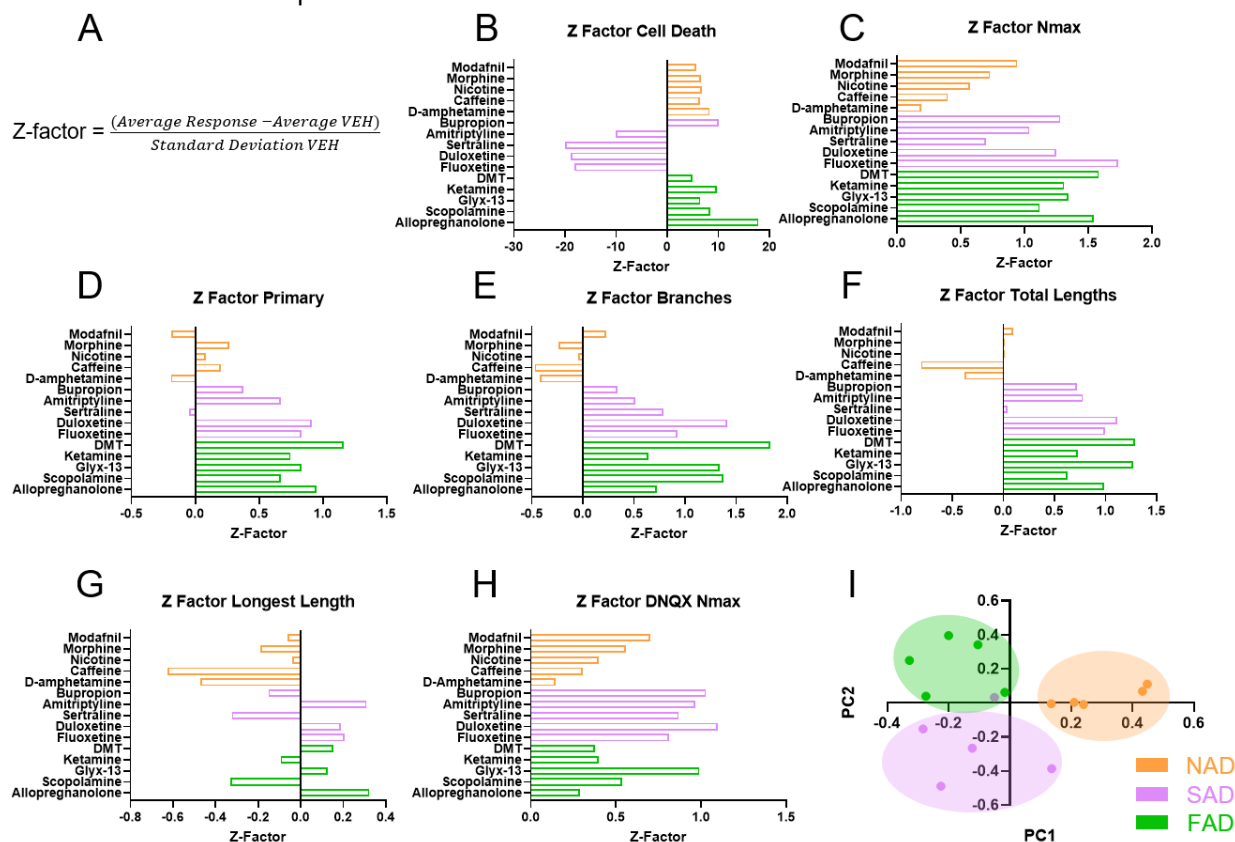 A
Z-factor = (Average Response −Average VEH)
Standard Deviation VEH
B
Z Factor Cell Death
Modafnil
Morphine
Nicotine
Caffeine
D-amphetamine
Bupropion
Amitriptyline
Sertraline
Duloxetine
Fluoxetine
DMT
Ketamine
Glyx-13
Scopolamine
Allopregnanolone
-30 -20 -10 0 10 20
Z-Factor
C
Z Factor Nmax
Modafnil
Morphine
Nicotine
Caffeine
D-amphetamine
Bupropion
Amitriptyline
Sertraline
Duloxetine
Fluoxetine
DMT
Ketamine
Glyx-13
Scopolamine
Allopregnanolone
0.0 0.5 1.0 1.5 2.0
Z-Factor
D
Z Factor Primary
Modafnil
Morphine
Nicotine
Caffeine
D-amphetamine
Bupropion
Amitriptyline
Sertraline
Duloxetine
Fluoxetine
DMT
Ketamine
Glyx-13
Scopolamine
Allopregnanolone
-0.5 0.0 0.5 1.0 1.5
Z-Factor
E
Z Factor Branches
Modafnil
Morphine
Nicotine
Caffeine
D-amphetamine
Bupropion
Amitriptyline
Sertraline
Duloxetine
Fluoxetine
DMT
Ketamine
Glyx-13
Scopolamine
Allopregnanolone
-0.5 0.0 0.5 1.0 1.5 2.0
Z-Factor
F
Z Factor Total Lengths
Modafnil
Morphine
Nicotine
Caffeine
D-amphetamine
Bupropion
Amitriptyline
Sertraline
Duloxetine
Fluoxetine
DMT
Ketamine
Glyx-13
Scopolamine
Allopregnanolone
-1.0 -0.5 0.0 0.5 1.0 1.5
Z-Factor
G
Z Factor Longest Length
Modafnil
Morphine
Nicotine
Caffeine
D-amphetamine
Bupropion
Amitriptyline
Sertraline
Duloxetine
Fluoxetine
DMT
Ketamine
Glyx-13
Scopolamine
Allopregnanolone
-0.8 -0.6 -0.4 -0.2 0.0 0.2 0.4
Z-Factor
H
Z Factor DNQX Nmax
Modafnil
Morphine
Nicotine
Caffeine
D-Amphetamine
Bupropion
Amitriptyline
Sertraline
Duloxetine
Fluoxetine
DMT
Ketamine
Glyx-13
Scopolamine
Allopregnanolone
0.0 0.5 1.0 1.5
Z-Factor
I
0.6
0.4
0.2
-0.4 -0.2 0.2 0.4 0.6
-0.2
-0.4
-0.6
PC2
PC1
NAD
SAD
FAD